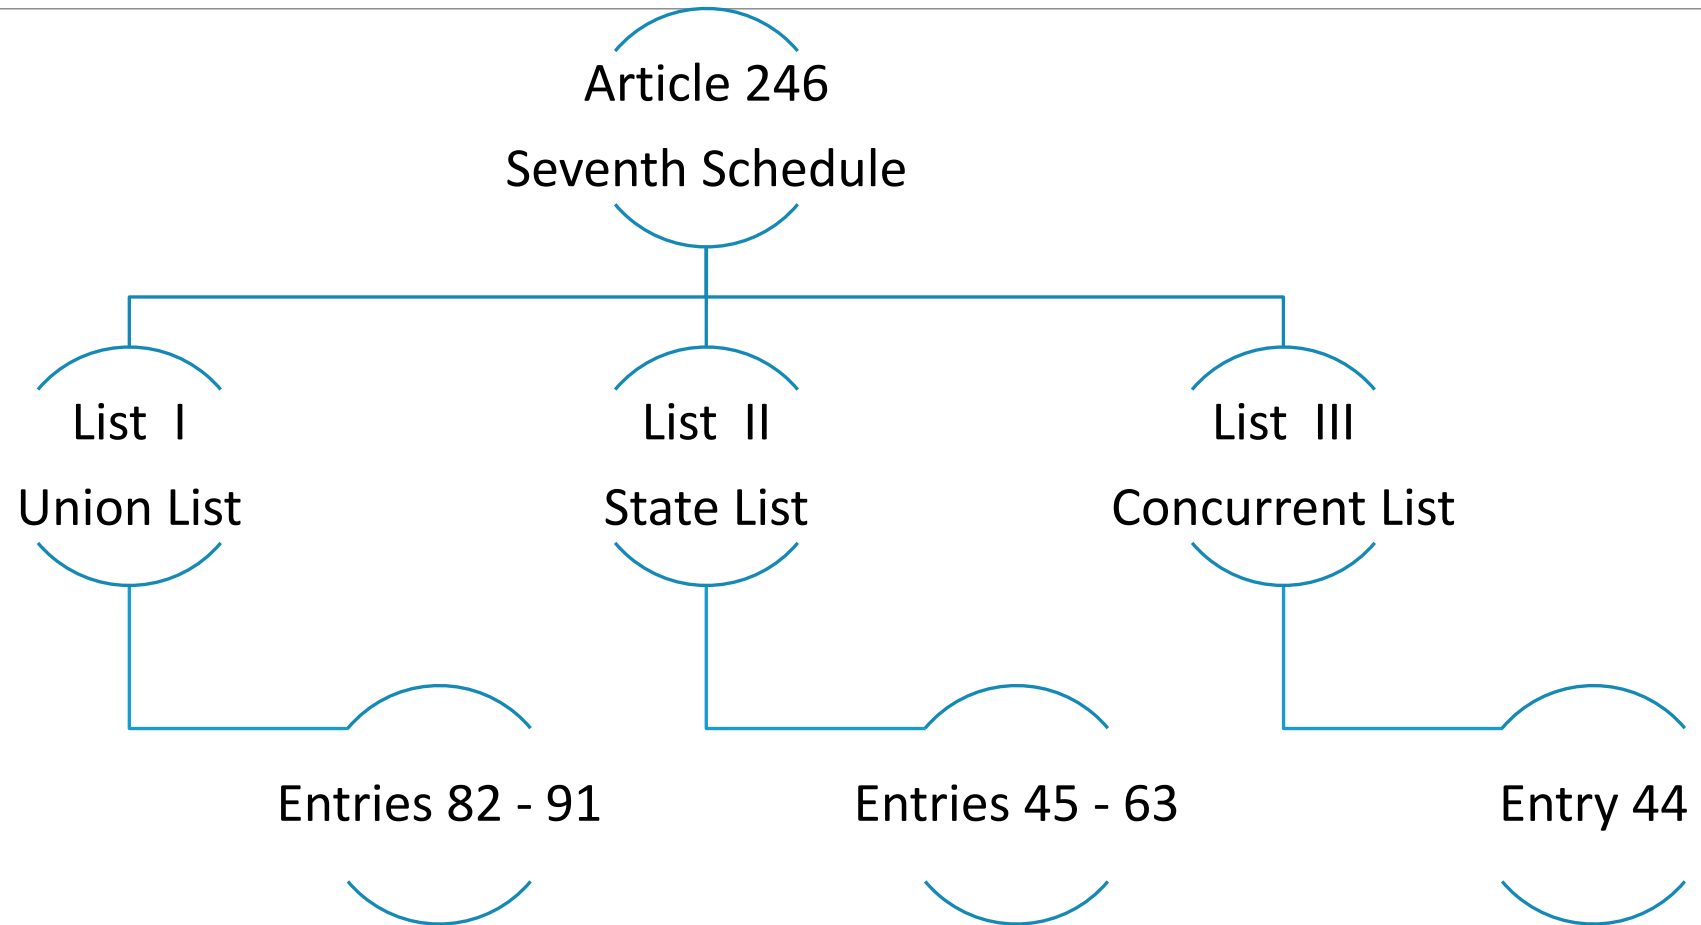 Article 246
Seventh Schedule
List I
Union List
List II
State List
List III
Concurrent List
Entries 82 - 91
Entries 45 - 63
Entry 44